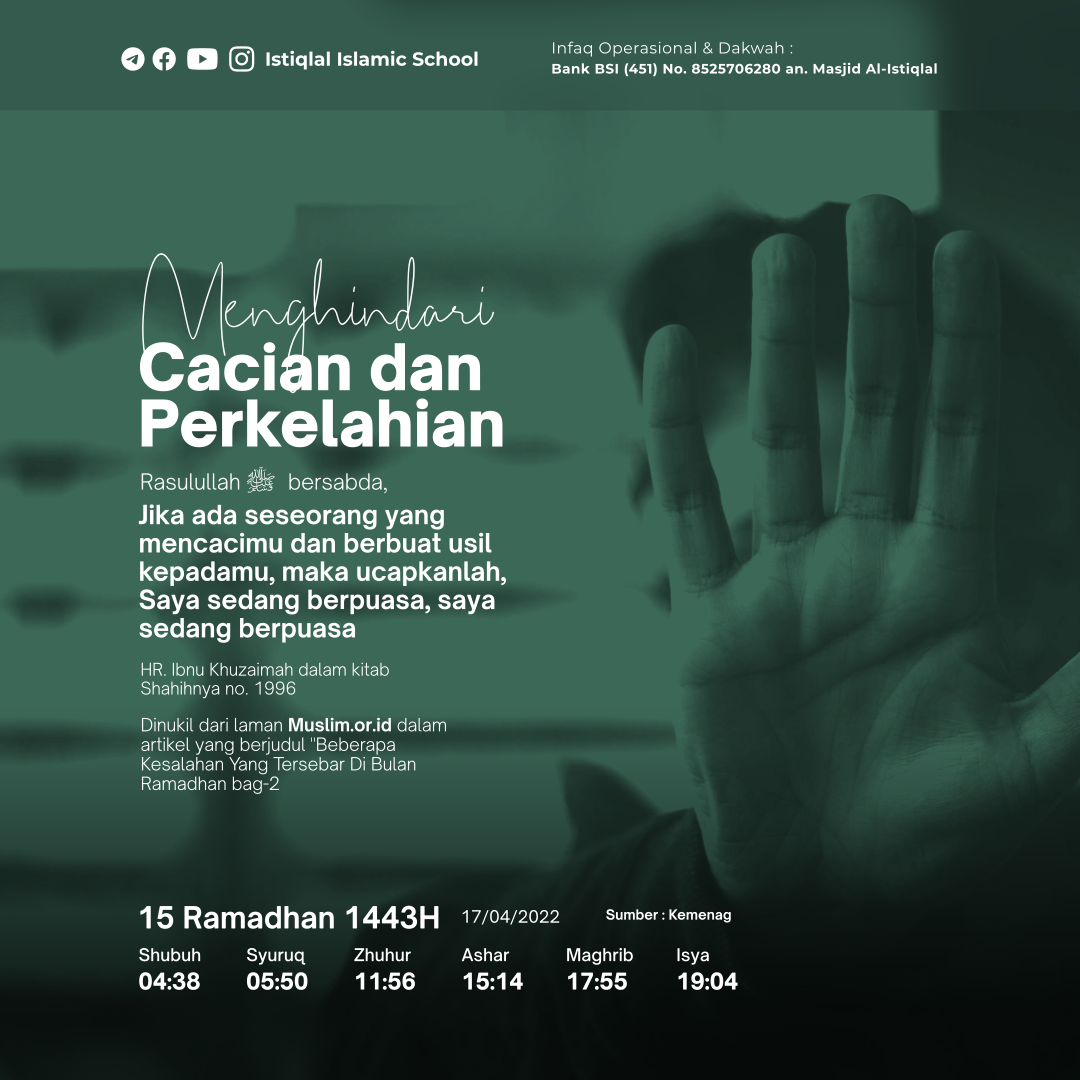 Istiqlal Islamic School
Infaq Operasional & Dakwah :
Bank BSI (451) No. 8525706280 an. Masjid Al-Istiqlal
Menghindari
Cacian dan
Perkelahian
Rasulullah ﷺ bersabda,
Jika ada seseorang yang
mencacimu dan berbuat usil
kepadamu, maka ucapkanlah,
Saya sedang berpuasa, saya
sedang berpuasa
HR. Ibnu Khuzaimah dalam kitab
Shahihnya no. 1996
Dinukil dari laman Muslim.or.id dalam
artikel yang berjudul "Beberapa
Kesalahan Yang Tersebar Di Bulan
Ramadhan bag-2
15 Ramadhan 1443H 17/04/2022 Sumber : Kemenag
Shubuh Syuruq Zhuhur Ashar Maghrib Isya
04:38 05:50 11:56 15:14 17:55 19:04